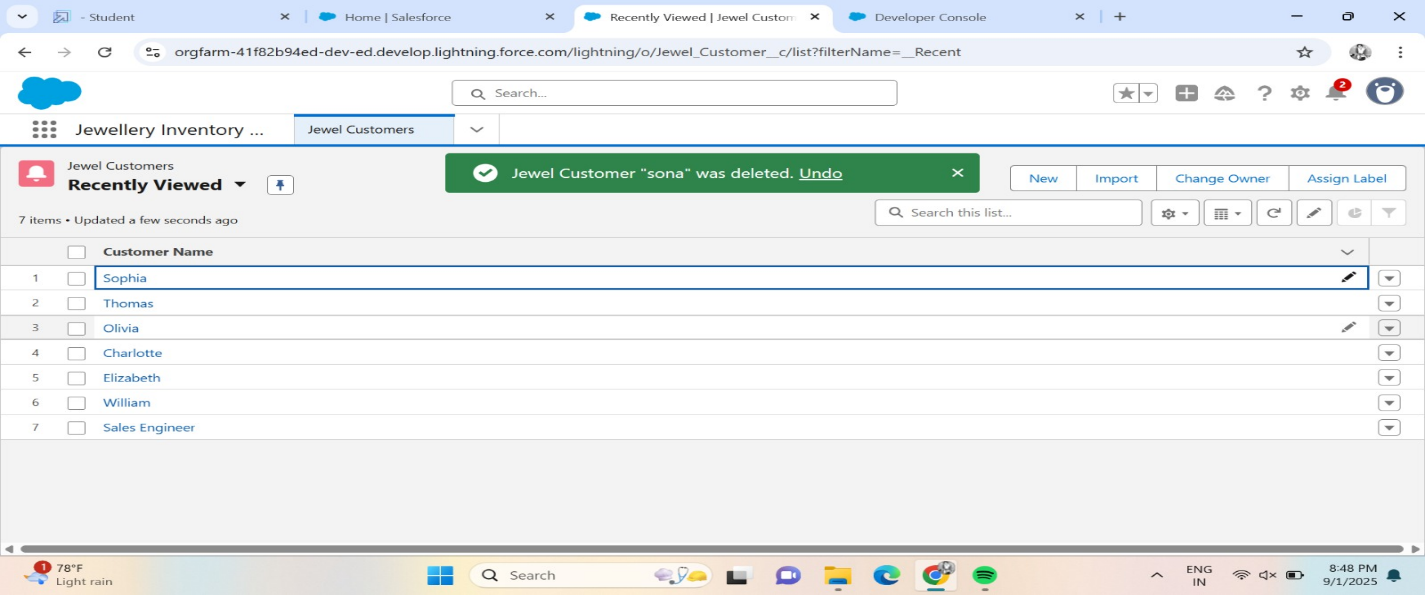 - Student
Home | Salesforce
Recently Viewed | Jewel Custom
Developer Console
orgfarm-41f82b94ed-dev-ed.develop.lightning.force.com/lightning/o/Jewel_Customer__c/list?filterName=__Recent
Search...
2
Jewellery Inventory ...
Jewel Customers
Jewel Customers
Recently Viewed
Jewel Customer "sona" was deleted. Undo
New
Import
Change Owner
Assign Label
7 items • Updated a few seconds ago
Search this list...
Customer Name
1 Sophia
2 Thomas
3 Olivia
4 Charlotte
5 Elizabeth
6 William
7 Sales Engineer
1
78°F
Light rain
Search
ENG
IN
8:48 PM
9/1/2025